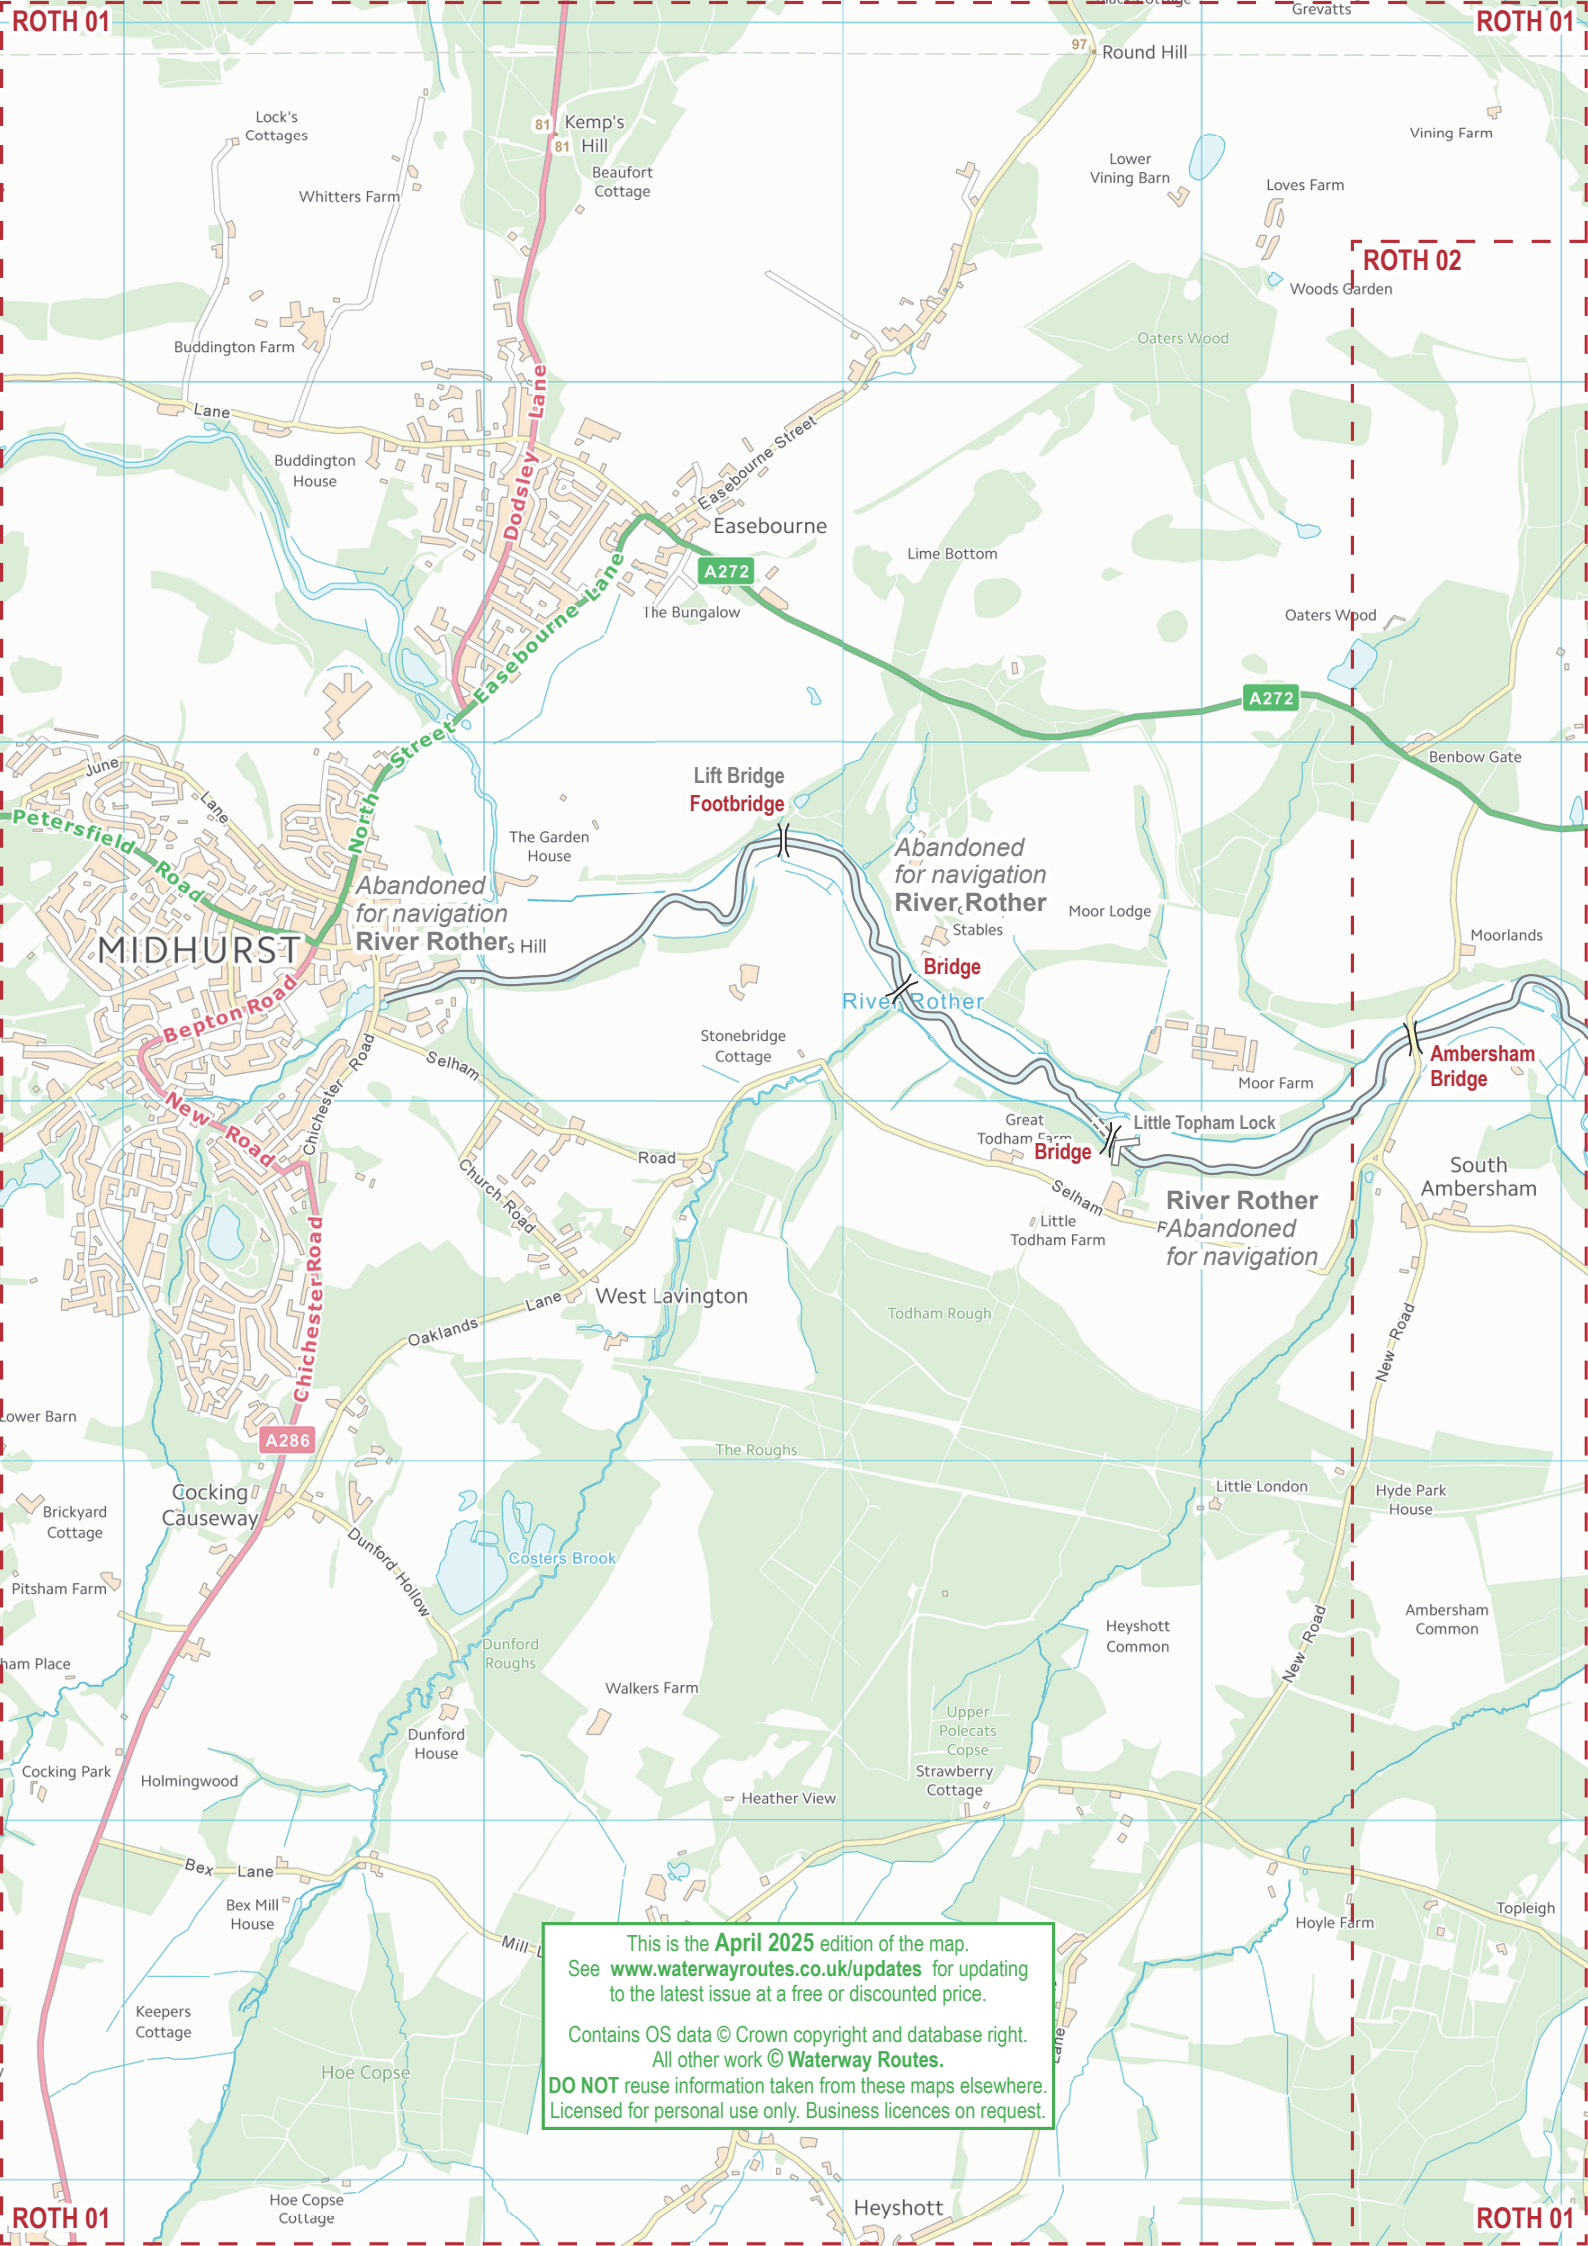 ROTH 01
ROTH 01
Grevatts
97
Round Hill
Lock's
Cottages
81
Kemp's
Hill
81
Vining Farm
Beaufort
Cottage
Lower
Vining Barn
Whitters Farm
Loves Farm
ROTH 02
Woods Garden
Oaters Wood
Buddington Farm
Lane
Dodsley Lane
Easebourne Street
Buddington
House
Easebourne
Lime Bottom
A272
The Bungalow
Easebourne Lane
Oaters Wood
A272
Street
North
Benbow Gate
June
Lane
Lift Bridge
Footbridge
Petersfield
Road
The Garden
House
Abandoned
for navigation
River Rother
Abandoned
for navigation
River Rother
s Hill
Moor Lodge
Stables
Moorlands
MIDHURST
Bridge
River Rother
Bepton Road
Stonebridge
Cottage
Selham
Road
Ambersham
Bridge
Moor Farm
New Road
Chichester Road
Great
Todham Farm
Little Topham Lock
Bridge
Church Road
South
Ambersham
Selham
River Rother
Abandoned
for navigation
Little
Todham Farm
Chichester Road
West Lavington
Todham Rough
Oaklands Lane
New Road
Lower Barn
A286
The Roughs
Cocking
Causeway
Little London
Hyde Park
House
Brickyard
Cottage
Dunford Hollow
Costers Brook
Pitsham Farm
Ambersham
Common
Heyshott
Common
New Road
Dunford
Roughs
ham Place
Walkers Farm
Upper
Polecats
Copse
Dunford
House
Cocking Park
Holmingwood
Strawberry
Cottage
Heather View
Bex Lane
Bex Mill
House
Topleigh
Hoyle Farm
Mill L
This is the April 2025 edition of the map.
See www.waterwayroutes.co.uk/updates for updating
to the latest issue at a free or discounted price.
Contains OS data © Crown copyright and database right.
All other work © Waterway Routes.
DO NOT reuse information taken from these maps elsewhere.
Licensed for personal use only. Business licences on request.
Lane
Keepers
Cottage
Hoe Copse
Hoe Copse
Cottage
Heyshott
ROTH 01
ROTH 01